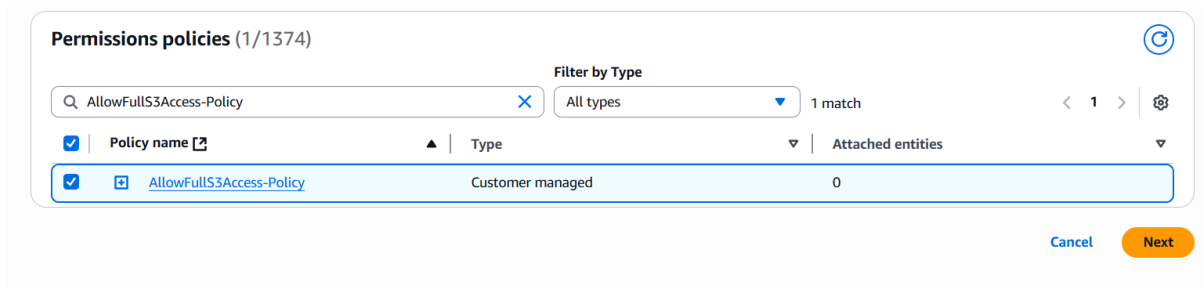 Permissions policies (1/1374)
Filter by Type
AllowFullS3Access-Policy
All types
1 match
1
Policy name
Type
Attached entities
AllowFullS3Access-Policy
Customer managed
0
Cancel
Next